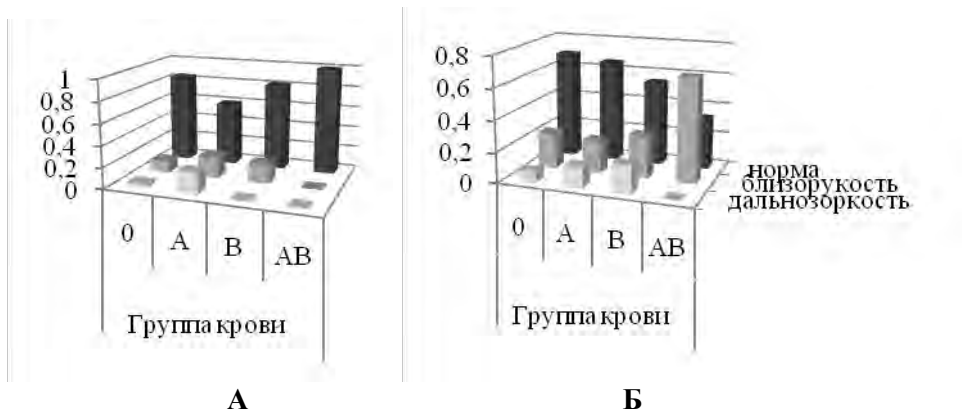 1
0,8
0,6
0,4
0,2
0
0
A
B
AB
Группа крови
А
0,8
0,6
0,4
0,2
0
0
A
B
AB
Группа крови
норма
близорукость
дальнозоркость
Б